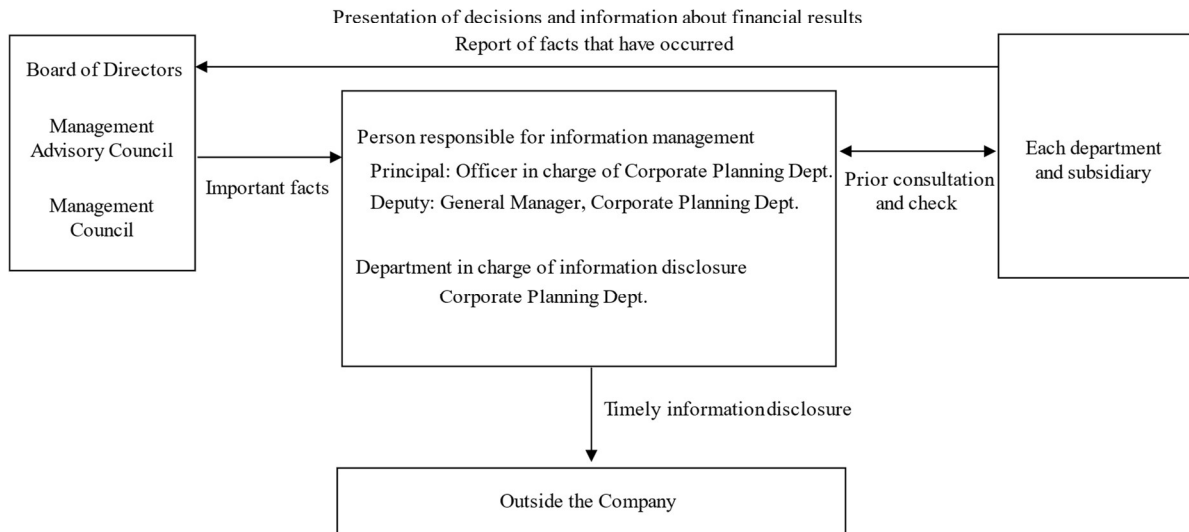 Presentation of decisions and information about financial results
Report of facts that have occurred
Board of Directors
Management
Advisory Council
Management
Council
Important facts
Person responsible for information management
Principal: Officer in charge of Corporate Planning Dept.
Deputy: General Manager, Corporate Planning Dept.
Department in charge of information disclosure
Corporate Planning Dept.
Prior consultation
and check
Each department
and subsidiary
Timely information disclosure
Outside the Company